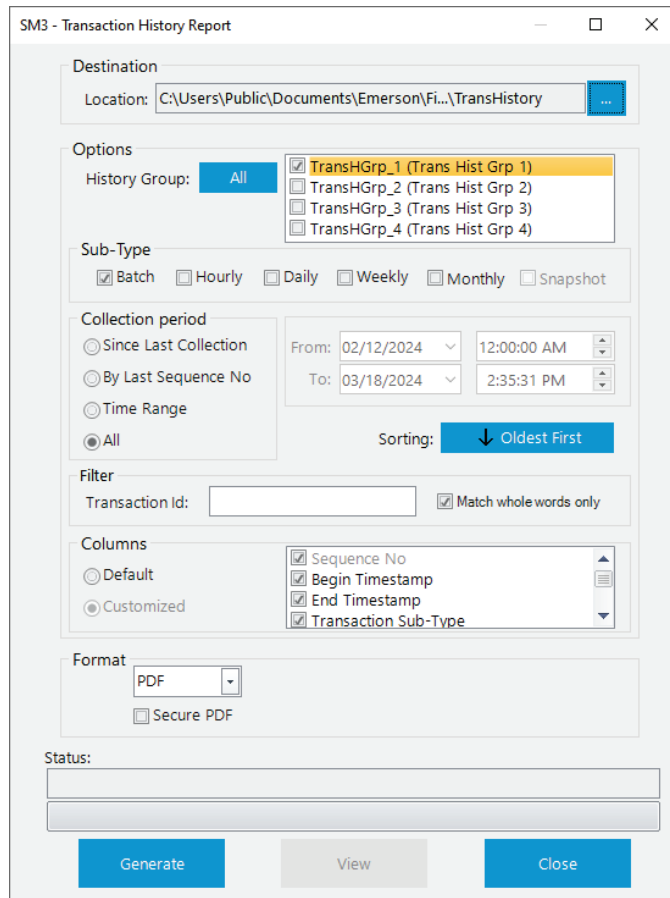 SM3 - Transaction History Report
Destination
Location: C:\Users\Public\Documents\Emerson\Fi...\TransHistory ...
Options
History Group: All
TransHGrp_1 (Trans Hist Grp 1)
TransHGrp_2 (Trans Hist Grp 2)
TransHGrp_3 (Trans Hist Grp 3)
TransHGrp_4 (Trans Hist Grp 4)
Sub-Type
Batch Hourly Daily Weekly Monthly Snapshot
Collection period
Since Last Collection
By Last Sequence No
Time Range
All
From: 02/12/2024 12:00:00 AM
To: 03/18/2024 2:35:31 PM
Sorting: Oldest First
Filter
Transaction Id: Match whole words only
Columns
Default
Customized
Sequence No
Begin Timestamp
End Timestamp
Transaction Sub-Type
Format
PDF
Secure PDF
Status:
Generate View Close